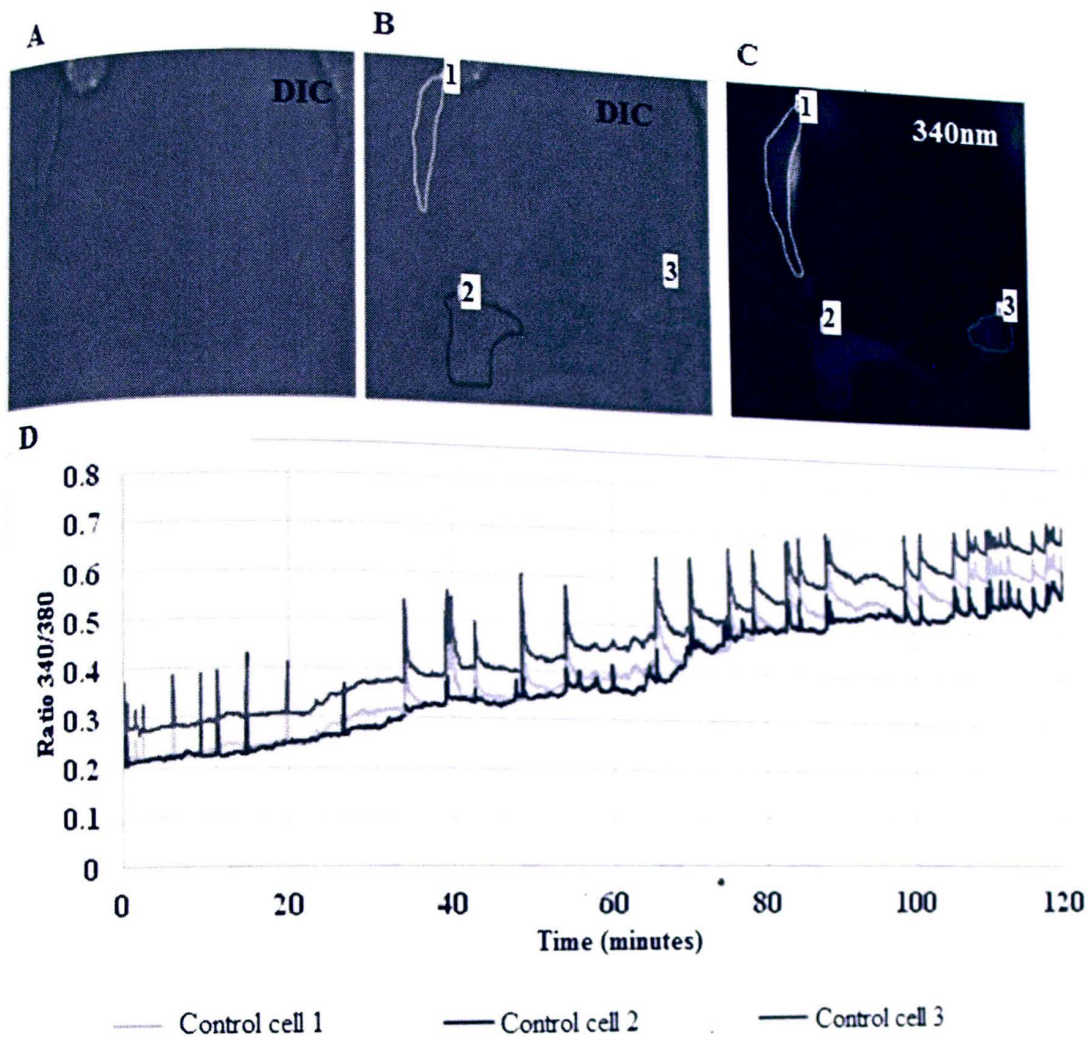 A
DIC
B
1
DIC
2
3
C
1
340nm
2
3
D
Ratio 340/380
0.8
0.7
0.6
0.5
0.4
0.3
0.2
0.1
0
0
20
40
60
80
100
120
Time (minutes)
Control cell 1
Control cell 2
Control cell 3